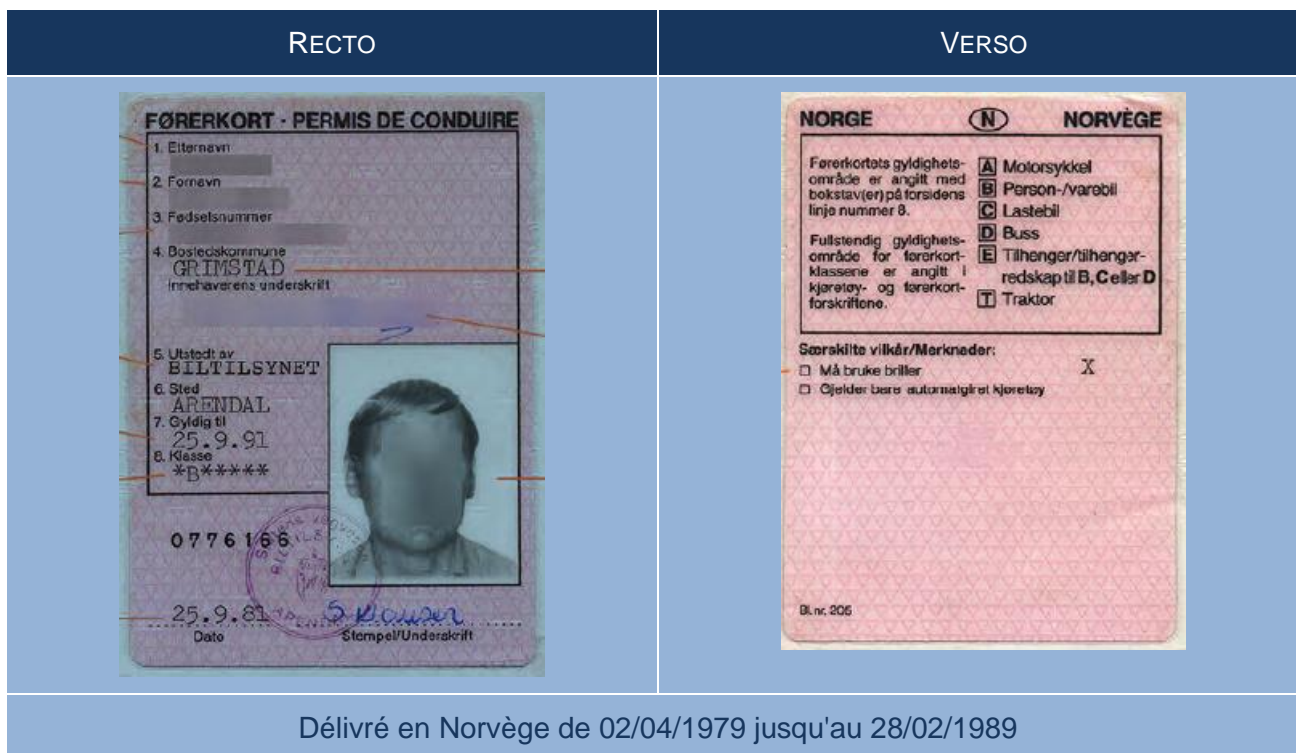 RECTO
VERSO
FØRERKORT - PERMIS DE CONDUIRE
1. Etternavn
2. Fornavn
3. Fødselsnummer
4. Bostedskommune
GRIMSTAD
Innehaverens underskrift
5. Utstedt av
BILTILSYNET
6. Sted
ARENDAL
7. Gyldig til
25.9.91
8. Klasse
*B*****
0776166
25.9.81
Dato
Stempel/Underskrift
NORGE N NORVÈGE
Førerkortets gyldighets-
område er angitt med
bokstav(er) på forsidens
linje nummer 8.
Fullstendig gyldighets-
område for førerkort-
klassene er angitt i
kjøretøy- og førerkort-
forskriftene.
A Motorsykkel
B Person-/varebil
C Lastebil
D Buss
E Tilhenger/tilhenger-
redskap til B, C eller D
T Traktor
Særskilte vilkår/Merknader:
Må bruke briller X
Gjelder bare automatgiret kjøretøy
Bl. nr. 205
Délivré en Norvège de 02/04/1979 jusqu'au 28/02/1989